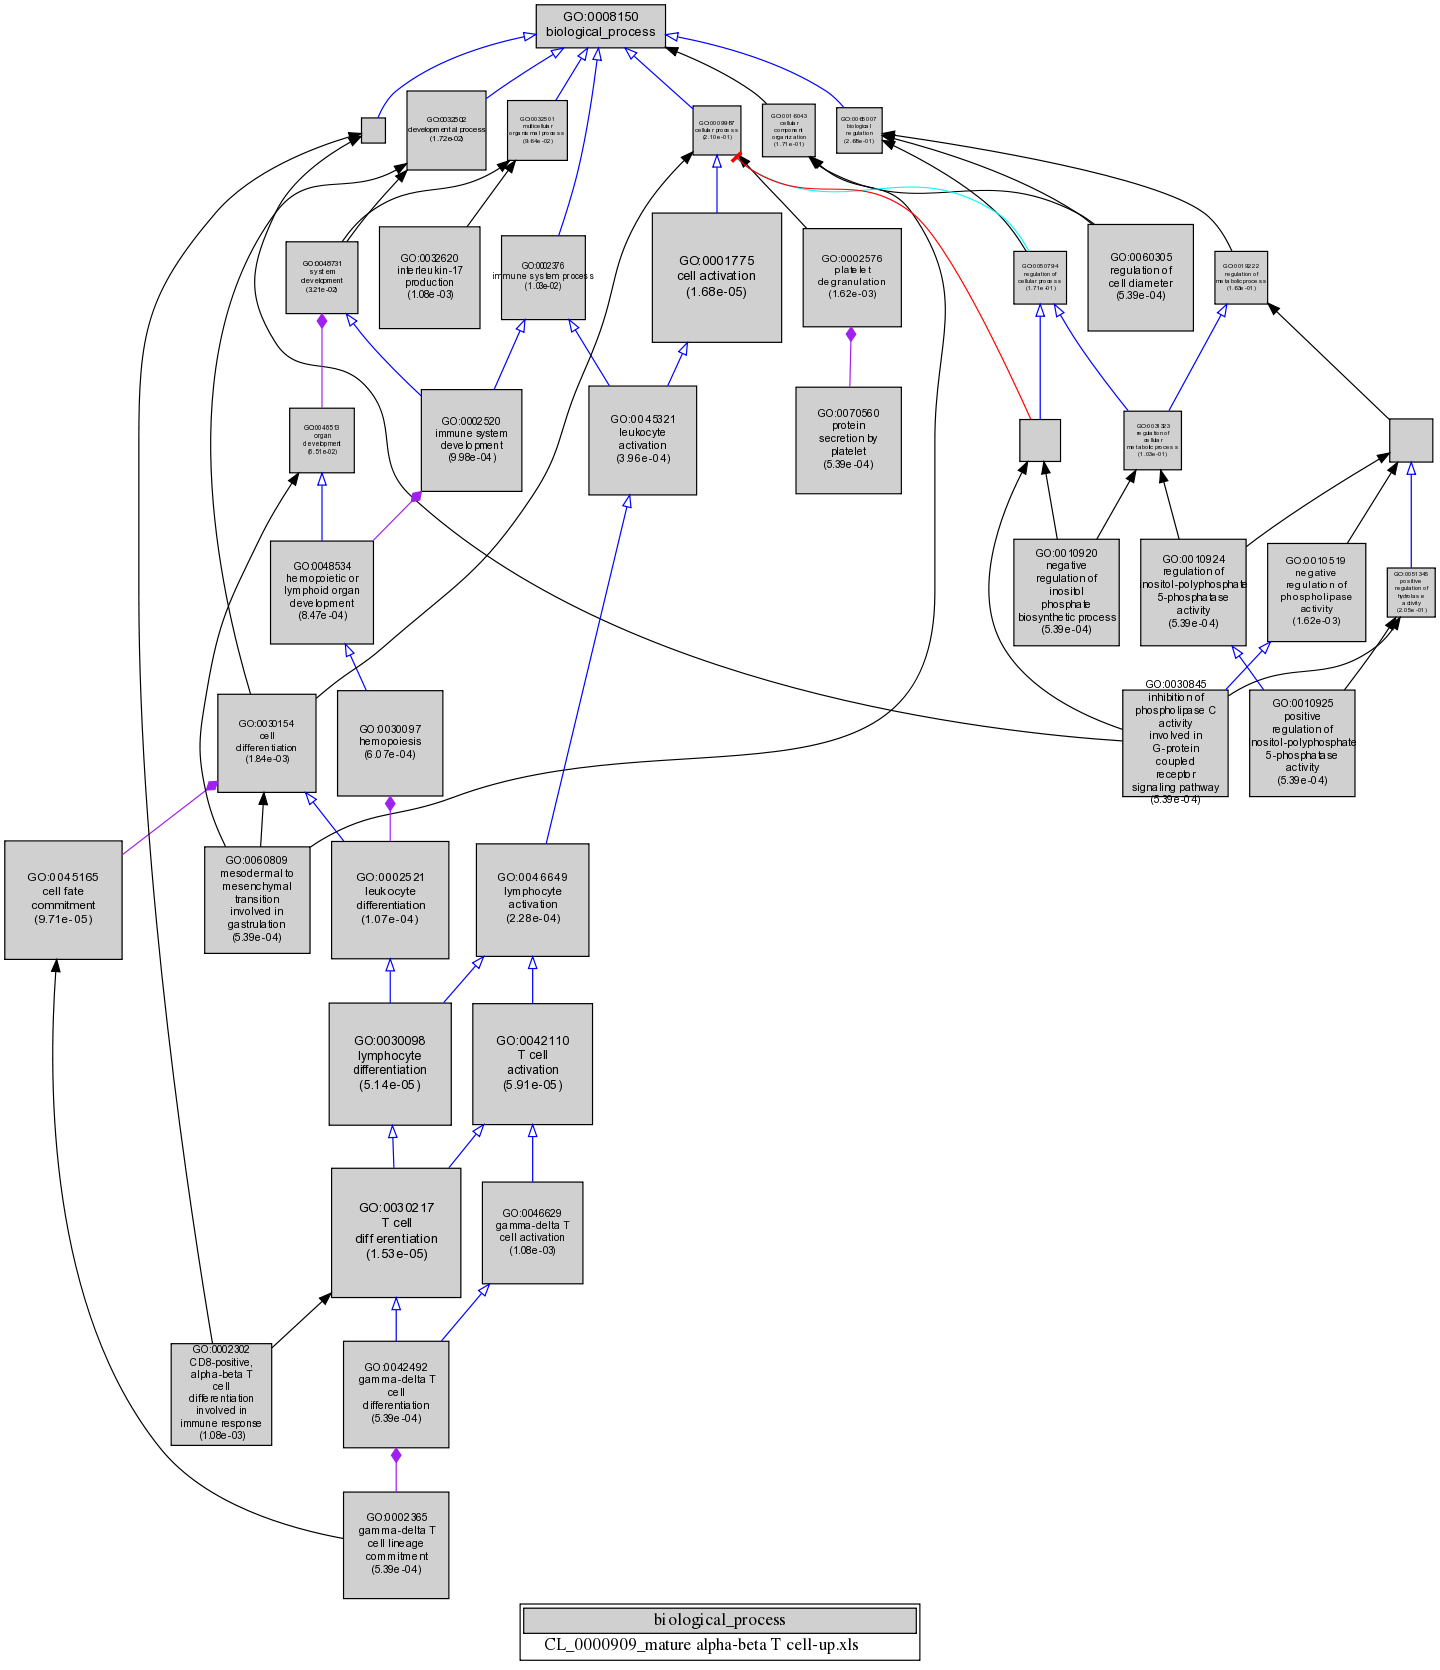 GO:0008150
biological_process
GO:0032502
developmental process
(1.72e-02)
GO:0032501
multicellular
organismal process
(9.64e-02)
GO:0009987
cellular process
(2.10e-01)
GO:0016043
cellular
component
organization
(1.71e-01)
GO:0065007
biological
regulation
(2.68e-01)
GO:0048731
system
development
(3.21e-02)
GO:0032620
interleukin-17
production
(1.08e-03)
GO:0002376
immune system process
(1.03e-02)
GO:0001775
cell activation
(1.68e-05)
GO:0002576
platelet
degranulation
(1.62e-03)
GO:0050794
regulation of
cellular process
(1.71e-01)
GO:0060305
regulation of
cell diameter
(5.39e-04)
GO:0019222
regulation of
metabolic process
(1.63e-01)
GO:0048513
organ
development
(6.51e-02)
GO:0002520
immune system
development
(9.98e-04)
GO:0045321
leukocyte
activation
(3.96e-04)
GO:0070560
protein
secretion by
platelet
(5.39e-04)
GO:0031323
regulation of
cellular
metabolic process
(1.03e-01)
GO:0048534
hemopoietic or
lymphoid organ
development
(8.47e-04)
GO:0010920
negative
regulation of
inositol
phosphate
biosynthetic process
(5.39e-04)
GO:0010924
regulation of
inositol-polyphosphate
5-phosphatase
activity
(5.39e-04)
GO:0010519
negative
regulation of
phospholipase
activity
(1.62e-03)
GO:0051345
positive
regulation of
hydrolase
activity
(2.05e-01)
GO:0030154
cell
differentiation
(1.84e-03)
GO:0030097
hemopoiesis
(6.07e-04)
GO:0030845
inhibition of
phospholipase C
activity
involved in
G-protein
coupled
receptor
signaling pathway
(5.39e-04)
GO:0010925
positive
regulation of
inositol-polyphosphate
5-phosphatase
activity
(5.39e-04)
GO:0045165
cell fate
commitment
(9.71e-05)
GO:0060809
mesodermal to
mesenchymal
transition
involved in
gastrulation
(5.39e-04)
GO:0002521
leukocyte
differentiation
(1.07e-04)
GO:0046649
lymphocyte
activation
(2.28e-04)
GO:0030098
lymphocyte
differentiation
(5.14e-05)
GO:0042110
T cell
activation
(5.91e-05)
GO:0030217
T cell
differentiation
(1.53e-05)
GO:0046629
gamma-delta T
cell activation
(1.08e-03)
GO:0002302
CD8-positive,
alpha-beta T
cell
differentiation
involved in
immune response
(1.08e-03)
GO:0042492
gamma-delta T
cell
differentiation
(5.39e-04)
GO:0002365
gamma-delta T
cell lineage
commitment
(5.39e-04)
biological_process
CL_0000909_mature alpha-beta T cell-up.xls